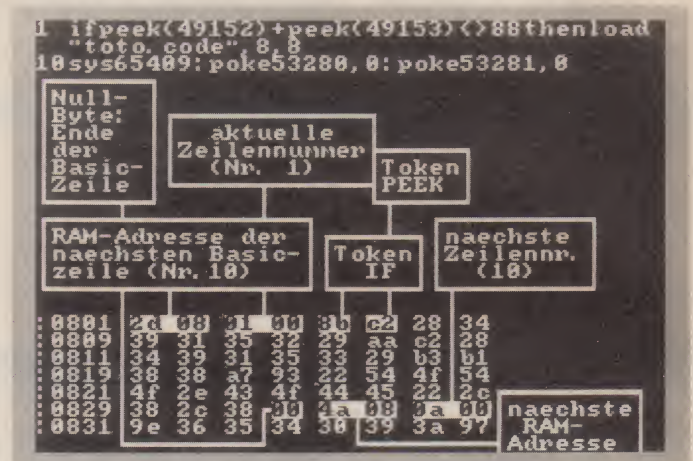 1 ifpeek(49152)+peek(49153)<>88thenload
"toto.code",8,8
10sys65409:poke53280,0:poke53281,0
Null-
Byte:
Ende
der
Basic-
Zeile
aktuelle
Zeilennunmer
(Nr. 1)
Token
PEEK
RAM-Adresse der
naechsten Basic-
zeile (Nr.10)
Token
IF
naechste
Zeilennr.
(10)
:0801 2d 08 01 00 8b c2 28 34
:0809 39 31 35 32 29 aa c2 28
:0811 34 39 31 35 33 29 b3 b1
:0819 38 38 a7 93 22 54 4f 54
:0821 4f 2e 43 4f 44 45 22 2c
:0829 38 2c 38 00 4a 08 0a 00
:0831 9e 36 35 34 30 39 3a 97
naechste
RAM-
Adresse